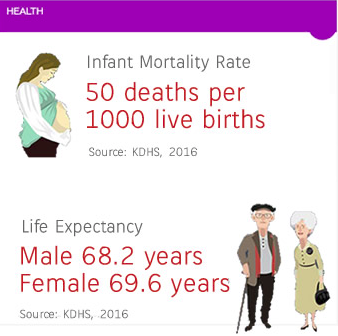 HEALTH
Infant Mortality Rate
50 deaths per
1000 live births
Source: KDHS, 2016
Life Expectancy
Male 68.2 years
Female 69.6 years
Source: KDHS, 2016